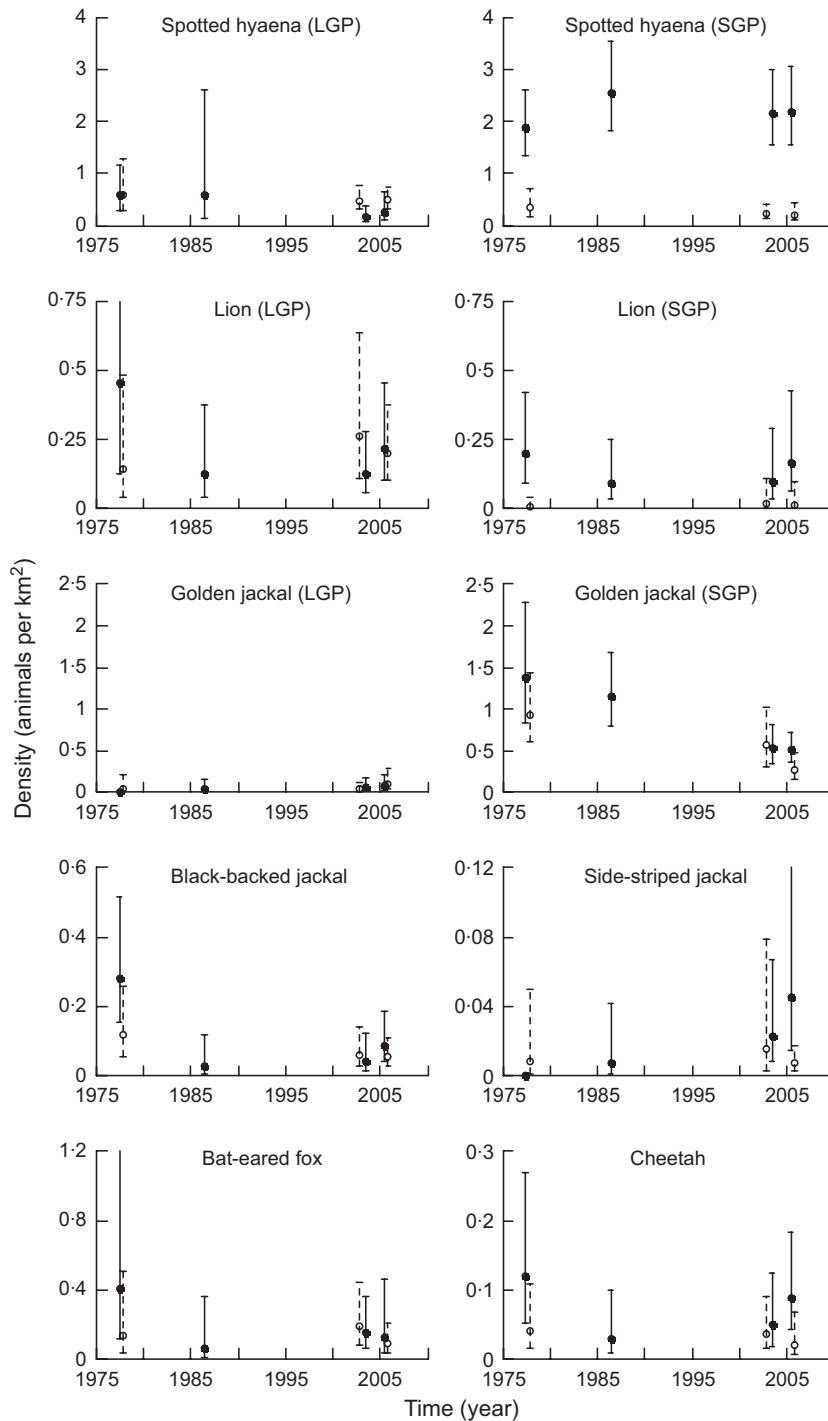 Spotted hyaena (LGP)
4
3
2
1
0
1975 1985 1995 2005
Spotted hyaena (SGP)
4
3
2
1
0
1975 1985 1995 2005
Lion (LGP)
0·75
0·5
0·25
0
1975 1985 1995 2005
Lion (SGP)
0·75
0·5
0·25
0
1975 1985 1995 2005
Golden jackal (LGP)
2·5
2
1·5
1
0·5
0
1975 1985 1995 2005
Golden jackal (SGP)
2·5
2
1·5
1
0·5
0
1975 1985 1995 2005
Black-backed jackal
0·6
0·4
0·2
0
1975 1985 1995 2005
Side-striped jackal
0·12
0·08
0·04
0
1975 1985 1995 2005
Bat-eared fox
1·2
0·8
0·4
0
1975 1985 1995 2005
Cheetah
0·3
0·2
0·1
0
1975 1985 1995 2005
Density (animals per km²)
Time (year)